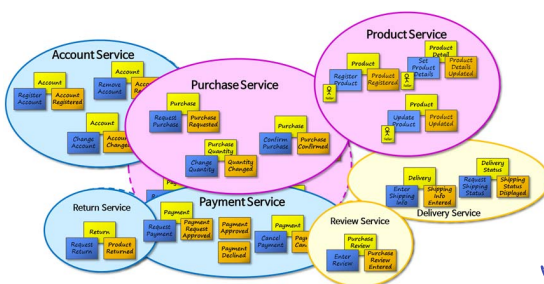 Account Service
Account
Register
Account
Account
Registered
Account
Remove
Account
Account
Account
Change
Account
Account
Changed
Purchase Service
Purchase
Request
Purchase
Purchase
Requested
Purchase
Quantity
Change
Quantity
Quantity
Changed
Purchase
Confirm
Purchase
Purchase
Confirmed
Product Service
Product
Register
Product
Product
Registered
Product
Detail
Set
Product
Details
Product
Details
Updated
Product
Update
Product
Product
Updated
Return Service
Return
Request
Return
Product
Returned
Payment Service
Payment
Request
Payment
Payment
Request
Approved
Payment
Approved
Payment
Declined
Payment
Cancel
Payment
Review Service
Purchase
Review
Enter
Review
Purchase
Review
Entered
Delivery
Enter
Shipping
Info
Shipping
Info
Entered
Delivery
Status
Request
Shipping
Status
Shipping
Status
Displayed
Delivery Service